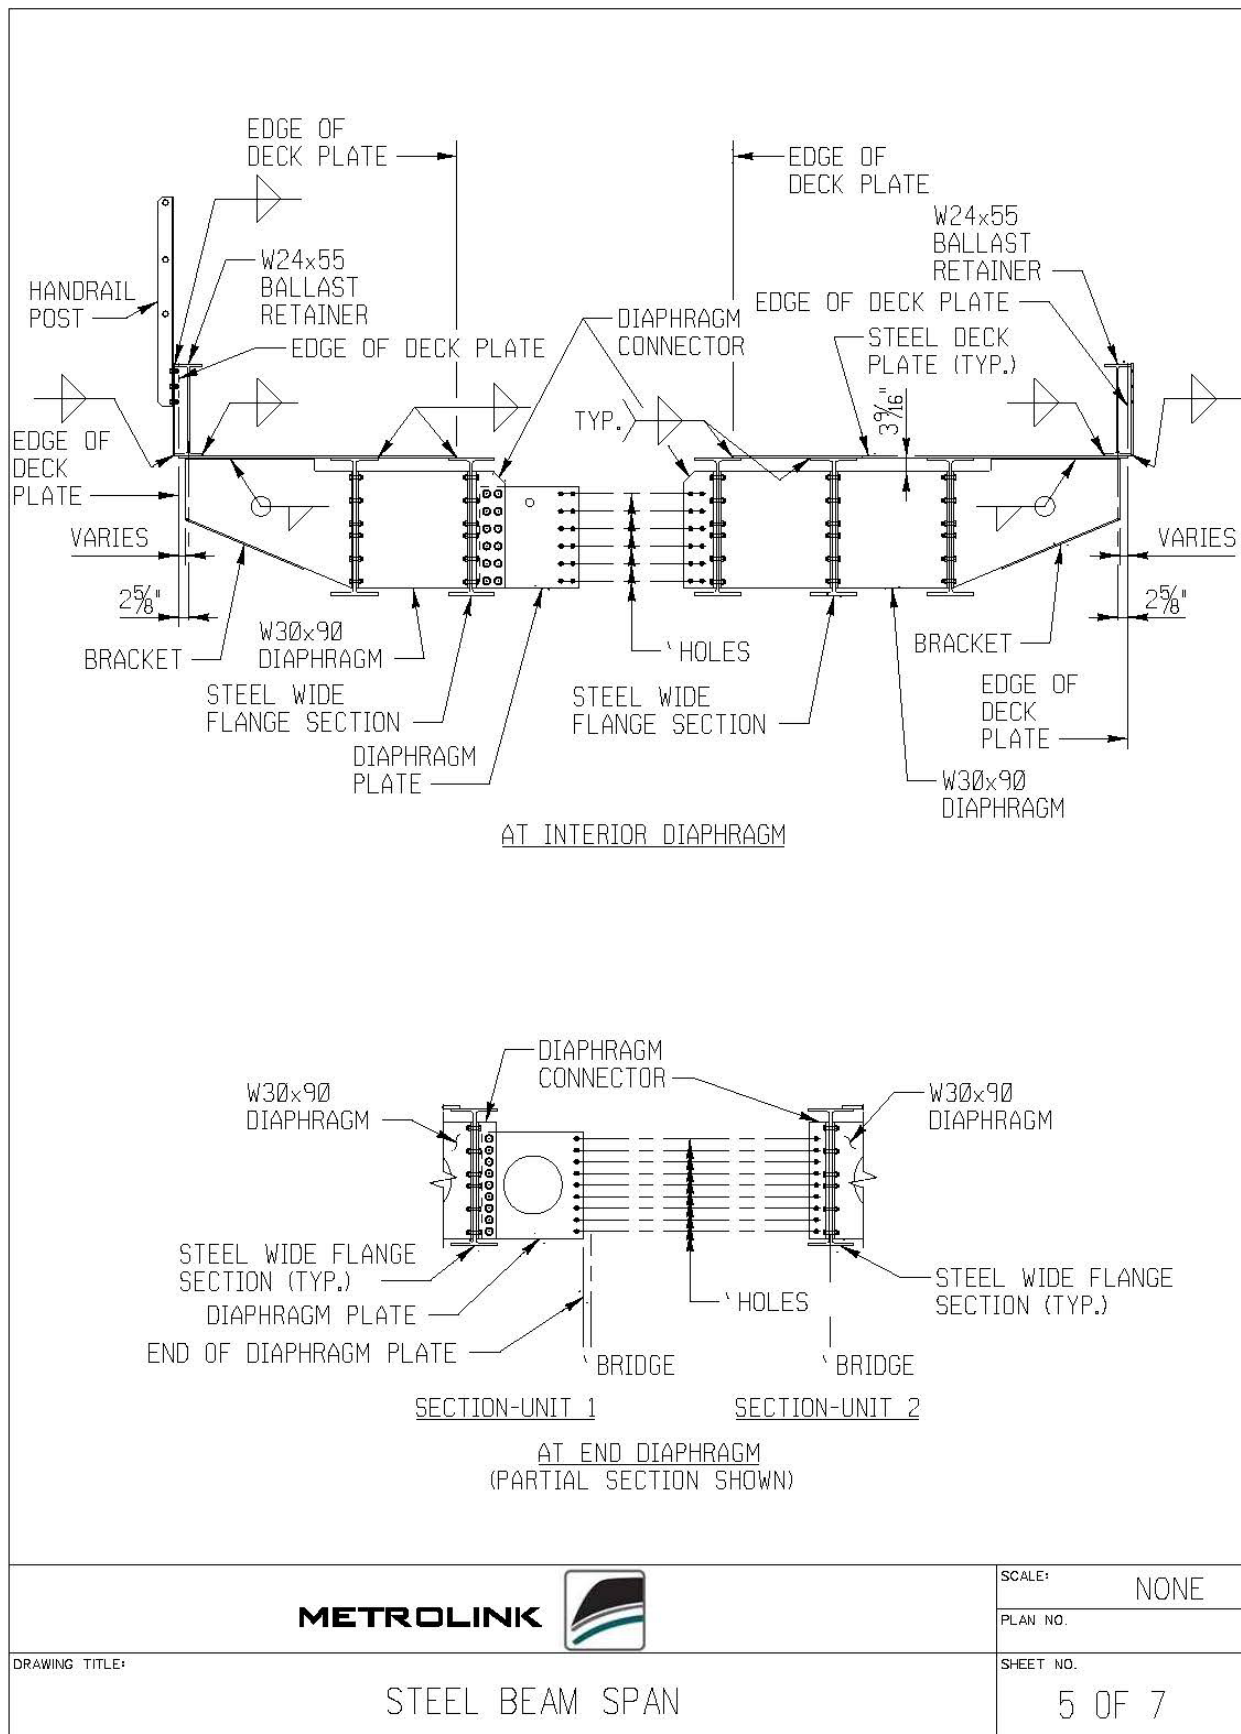 EDGE OF
DECK PLATE
EDGE OF
DECK PLATE
W24x55
BALLAST
RETAINER
W24x55
BALLAST
RETAINER
HANDRAIL
POST
EDGE OF DECK PLATE
DIAPHRAGM
CONNECTOR
EDGE OF DECK PLATE
STEEL DECK
PLATE (TYP.)
TYP.
3 9/16"
EDGE OF
DECK
PLATE
VARIES
VARIES
2 5/8"
2 5/8"
BRACKET
W30x90
DIAPHRAGM
' HOLES
BRACKET
STEEL WIDE
FLANGE SECTION
STEEL WIDE
FLANGE SECTION
EDGE OF
DECK
PLATE
DIAPHRAGM
PLATE
W30x90
DIAPHRAGM
AT INTERIOR DIAPHRAGM
DIAPHRAGM
CONNECTOR
W30x90
DIAPHRAGM
W30x90
DIAPHRAGM
STEEL WIDE FLANGE
SECTION (TYP.)
STEEL WIDE FLANGE
SECTION (TYP.)
DIAPHRAGM PLATE
' HOLES
END OF DIAPHRAGM PLATE
' BRIDGE
' BRIDGE
SECTION-UNIT 1
SECTION-UNIT 2
AT END DIAPHRAGM
(PARTIAL SECTION SHOWN)
METROLINK
SCALE: NONE
PLAN NO.
DRAWING TITLE:
STEEL BEAM SPAN
SHEET NO.
5 OF 7